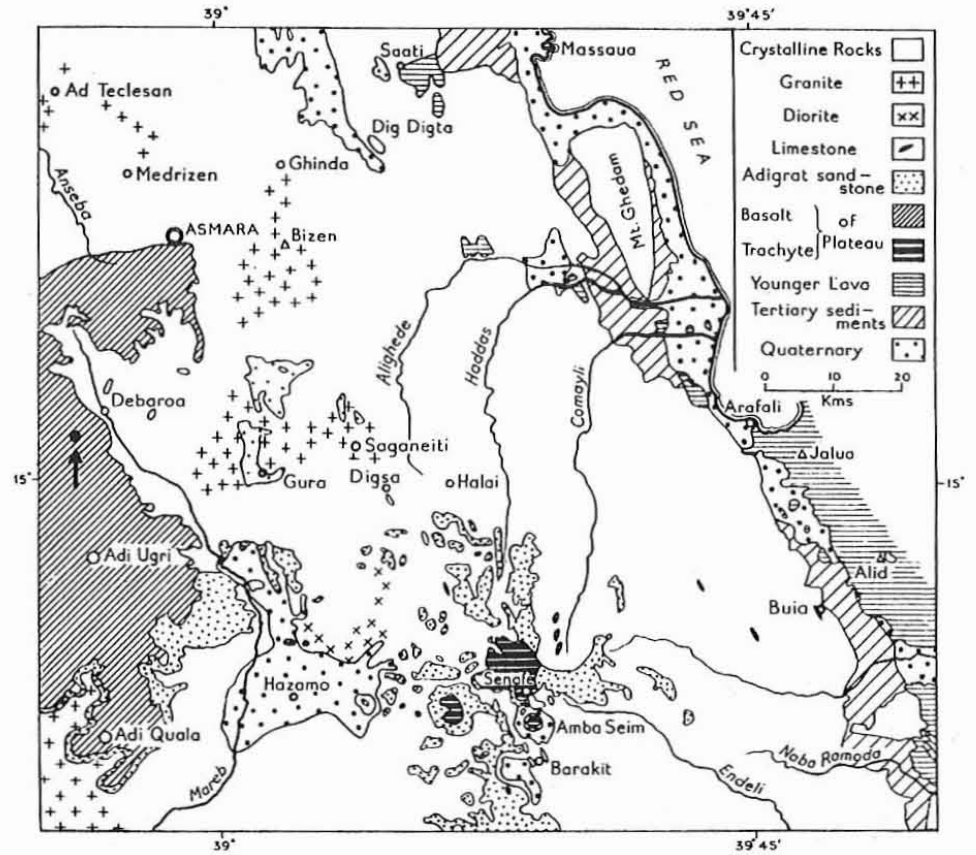 39°
39°45'
Saati
Massaua
RED SEA
Ad Teclesan
Dig Digta
Medrizen
Ghinda
Anseba
Mt. Ghedam
ASMARA
Bizen
Alighede
Haddas
Comayli
Debaroa
Arafali
Saganeiti
Jalua
15°
Gura
Digsa
Halai
15°
Adi Ugri
Alid
Buia
Hazamo
Senafe
Adi Quala
Amba Seim
Barakit
Naba Ramoda
Mareb
Endeli
39°
39°45'
Crystalline Rocks
Granite
Diorite
Limestone
Adigrat sand-
stone
Basalt } of
Trachyte } Plateau
Younger Lava
Tertiary sedi-
ments
Quaternary
0 10 20
Kms